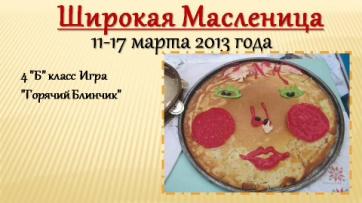 Широкая Масленица
11-17 марта 2013 года
4 "Б" класс Игра
"Горячий Блинчик"